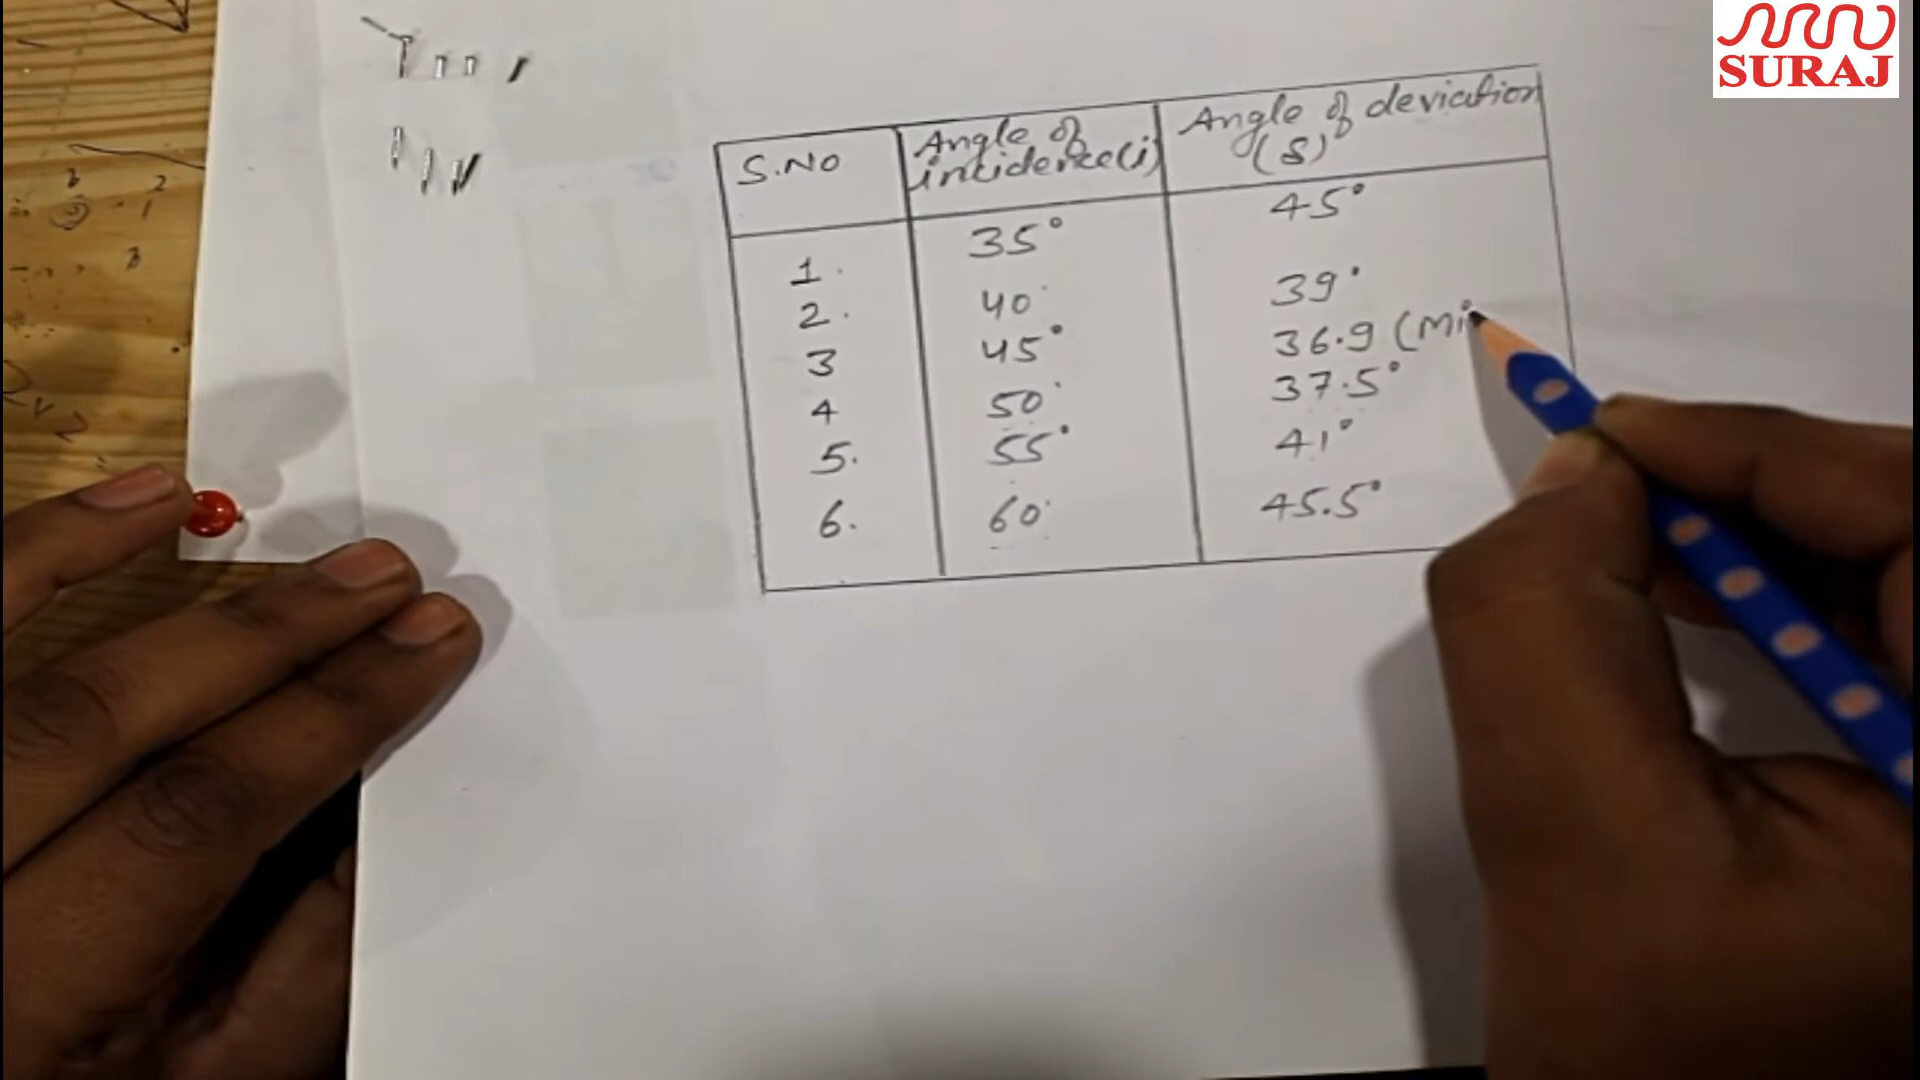 SURAJ
S.No Angle of incidence(i) Angle of deviation (δ)
1. 35° 45°
2. 40° 39°
3 45° 36.9 (Mi
4 50° 37.5°
5. 55° 41°
6. 60° 45.5°